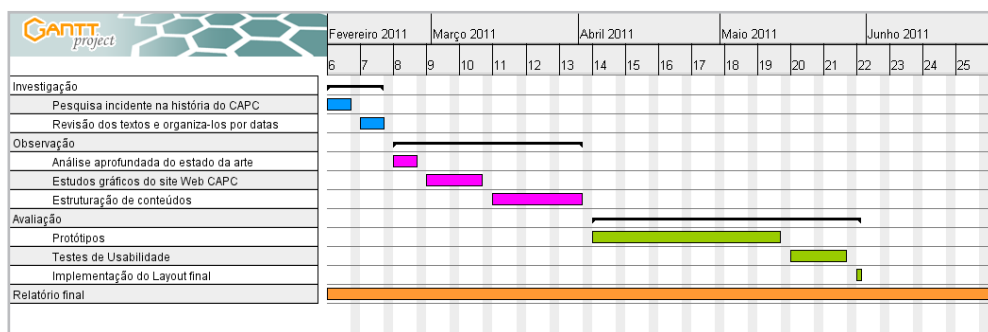 GANTT
project
Fevereiro 2011 Março 2011 Abril 2011 Maio 2011 Junho 2011
6 7 8 9 10 11 12 13 14 15 16 17 18 19 20 21 22 23 24 25
Investigação
Pesquisa incidente na história do CAPC
Revisão dos textos e organiza-los por datas
Observação
Análise aprofundada do estado da arte
Estudos gráficos do site Web CAPC
Estruturação de conteúdos
Avaliação
Protótipos
Testes de Usabilidade
Implementação do Layout final
Relatório final